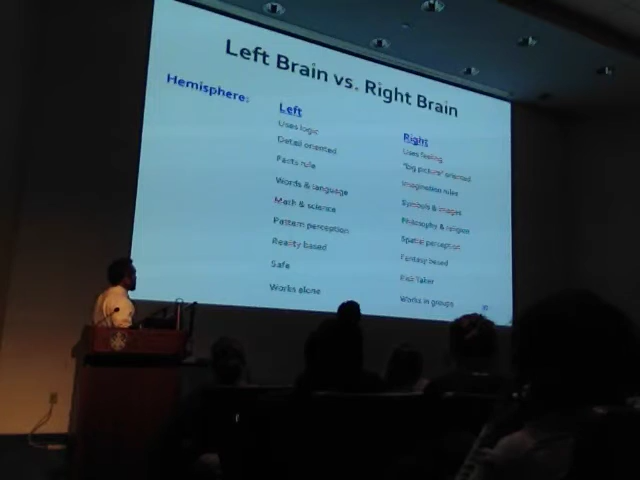 Left Brain vs. Right Brain
Hemisphere:
Left
Uses logic
Detail oriented
Facts rule
Words & language
Math & science
Pattern perception
Reality based
Safe
Works alone
Right
Uses feeling
"big picture" oriented
imagination rules
Symbols & images
Philosophy & religion
Spatial perception
Fantasy based
Risk Taker
Works in groups